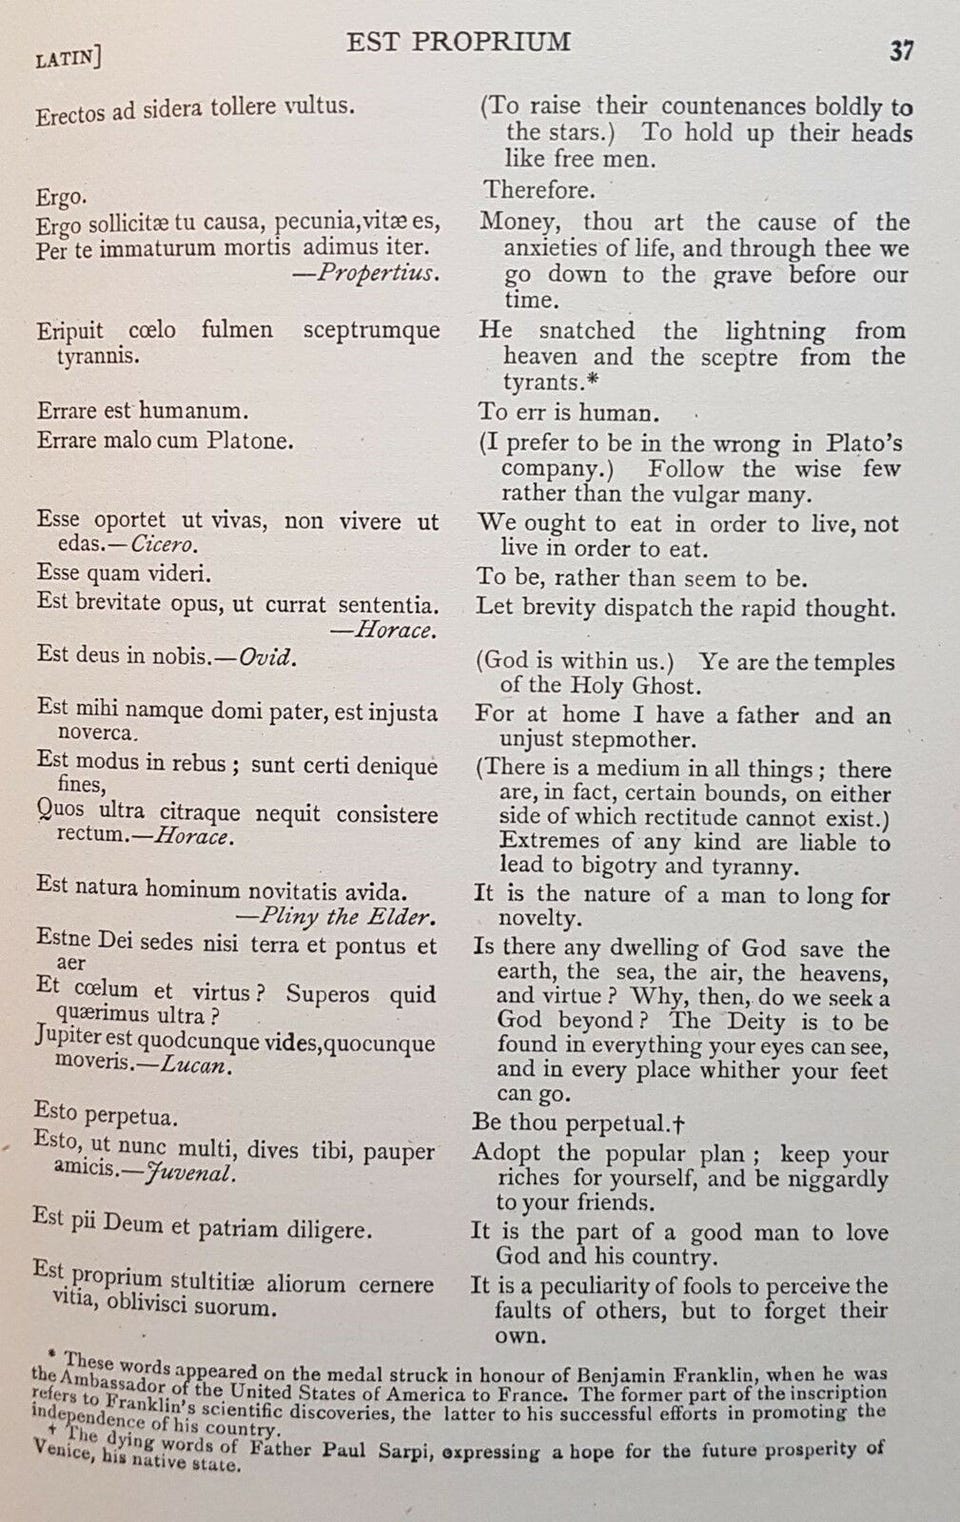 LATIN]
EST PROPRIUM
37
Erectos ad sidera tollere vultus.
(To raise their countenances boldly to
the stars.) To hold up their heads
like free men.
Ergo.
Therefore.
Ergo sollicitæ tu causa, pecunia,vitæ es,
Per te immaturum mortis adimus iter.
—Propertius.
Money, thou art the cause of the
anxieties of life, and through thee we
go down to the grave before our
time.
Eripuit cœlo fulmen sceptrumque
tyrannis.
He snatched the lightning from
heaven and the sceptre from the
tyrants.*
Errare est humanum.
To err is human.
Errare malo cum Platone.
(I prefer to be in the wrong in Plato's
company.) Follow the wise few
rather than the vulgar many.
Esse oportet ut vivas, non vivere ut
edas.—Cicero.
We ought to eat in order to live, not
live in order to eat.
Esse quam videri.
To be, rather than seem to be.
Est brevitate opus, ut currat sententia.
—Horace.
Let brevity dispatch the rapid thought.
Est deus in nobis.—Ovid.
(God is within us.) Ye are the temples
of the Holy Ghost.
Est mihi namque domi pater, est injusta
noverca.
For at home I have a father and an
unjust stepmother.
Est modus in rebus ; sunt certi denique
fines,
Quos ultra citraque nequit consistere
rectum.—Horace.
(There is a medium in all things ; there
are, in fact, certain bounds, on either
side of which rectitude cannot exist.)
Extremes of any kind are liable to
lead to bigotry and tyranny.
Est natura hominum novitatis avida.
—Pliny the Elder.
It is the nature of a man to long for
novelty.
Estne Dei sedes nisi terra et pontus et
aer
Et cœlum et virtus ? Superos quid
quærimus ultra ?
Jupiter est quodcunque vides,quocunque
moveris.—Lucan.
Is there any dwelling of God save the
earth, the sea, the air, the heavens,
and virtue ? Why, then, do we seek a
God beyond ? The Deity is to be
found in everything your eyes can see,
and in every place whither your feet
can go.
Esto perpetua.
Be thou perpetual.†
Esto, ut nunc multi, dives tibi, pauper
amicis.—Juvenal.
Adopt the popular plan ; keep your
riches for yourself, and be niggardly
to your friends.
Est pii Deum et patriam diligere.
It is the part of a good man to love
God and his country.
Est proprium stultitiæ aliorum cernere
vitia, oblivisci suorum.
It is a peculiarity of fools to perceive the
faults of others, but to forget their
own.
* These words appeared on the medal struck in honour of Benjamin Franklin, when he was
the Ambassador of the United States of America to France. The former part of the inscription
refers to Franklin's scientific discoveries, the latter to his successful efforts in promoting the
independence of his country.
† The dying words of Father Paul Sarpi, expressing a hope for the future prosperity of
Venice, his native state.